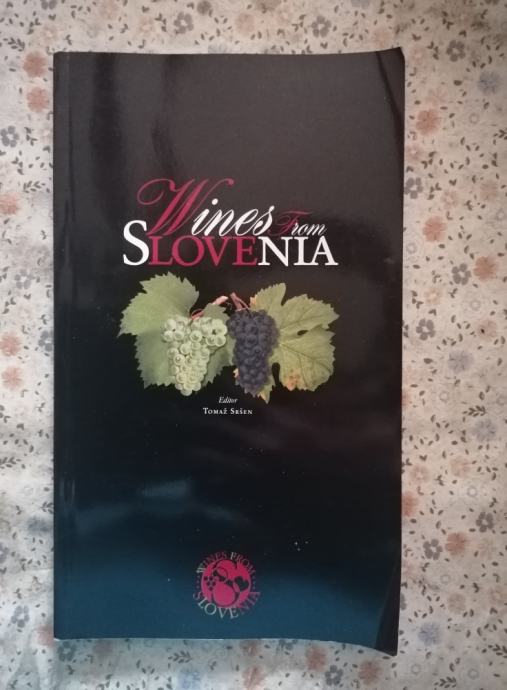 Wines From
SLOVENIA
Editor
TOMAŽ SRŠEN
WINES FROM
SLOVENIA